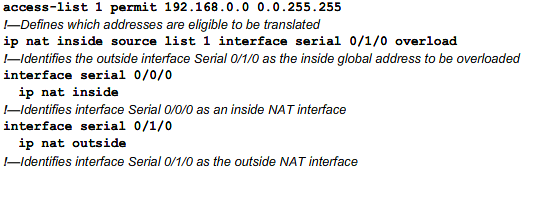 access-list 1 permit 192.168.0.0 0.0.255.255
!—Defines which addresses are eligible to be translated
ip nat inside source list 1 interface serial 0/1/0 overload
!—Identifies the outside interface Serial 0/1/0 as the inside global address to be overloaded
interface serial 0/0/0
ip nat inside
!—Identifies interface Serial 0/0/0 as an inside NAT interface
interface serial 0/1/0
ip nat outside
!—Identifies interface Serial 0/1/0 as the outside NAT interface